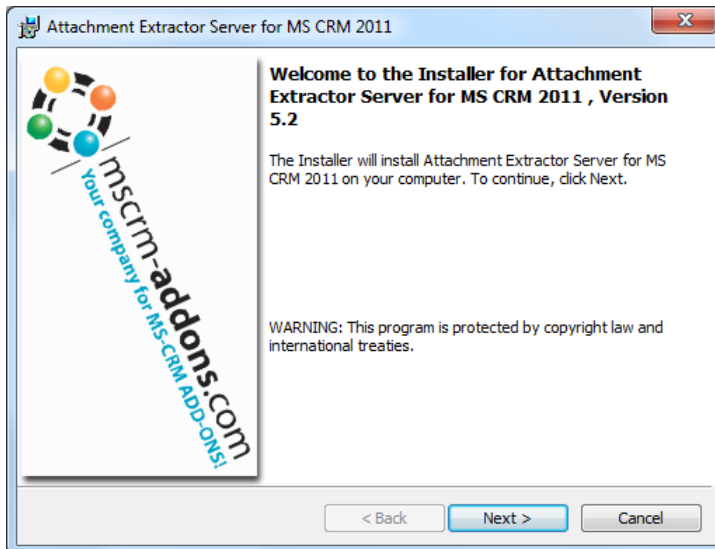 Attachment Extractor Server for MS CRM 2011
Welcome to the Installer for Attachment
Extractor Server for MS CRM 2011 , Version
5.2
The Installer will install Attachment Extractor Server for MS
CRM 2011 on your computer. To continue, click Next.
WARNING: This program is protected by copyright law and
international treaties.
mscrm-addons.com
Your company for MS-CRM ADD-ONS!
< Back
Next >
Cancel